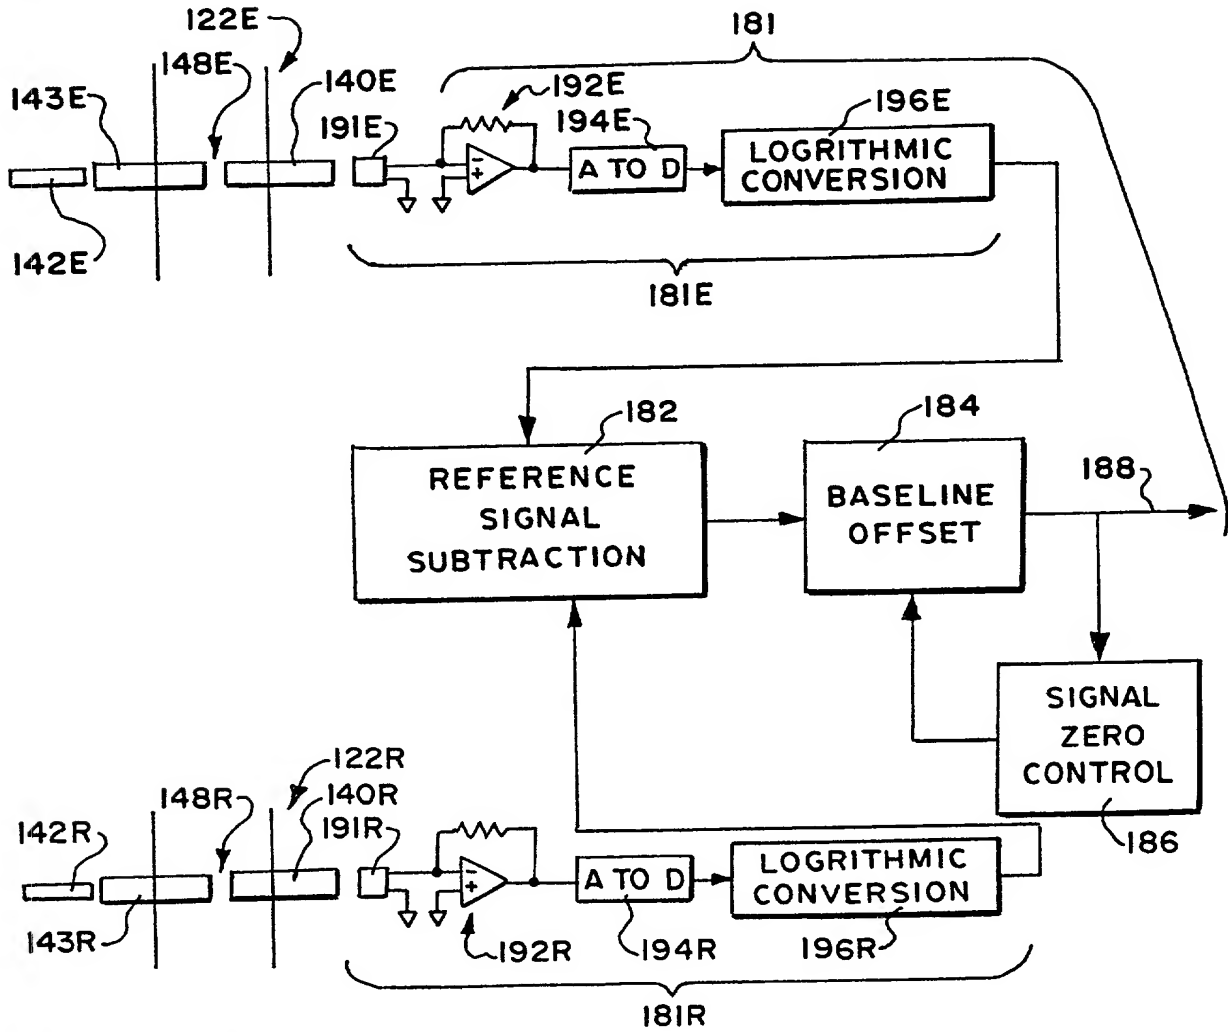 122E
181
148E
140E
192E
143E
191E
194E
196E
A TO D
LOGRITHMIC
CONVERSION
142E
181E
182
184
188
REFERENCE
SIGNAL
SUBTRACTION
BASELINE
OFFSET
SIGNAL
ZERO
CONTROL
186
122R
148R
140R
142R
191R
A TO D
LOGRITHMIC
CONVERSION
143R
192R
194R
196R
181R